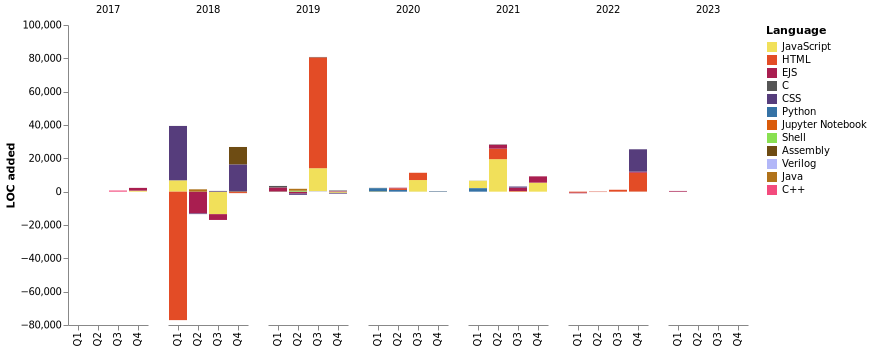 2017 2018 2019 2020 2021 2022 2023
100,000
80,000
60,000
40,000
20,000
0
−20,000
−40,000
−60,000
−80,000
LOC added
Q1 Q2 Q3 Q4 Q1 Q2 Q3 Q4 Q1 Q2 Q3 Q4 Q1 Q2 Q3 Q4 Q1 Q2 Q3 Q4 Q1 Q2 Q3 Q4 Q1 Q2 Q3 Q4
Language
JavaScript
HTML
EJS
C
CSS
Python
Jupyter Notebook
Shell
Assembly
Verilog
Java
C++